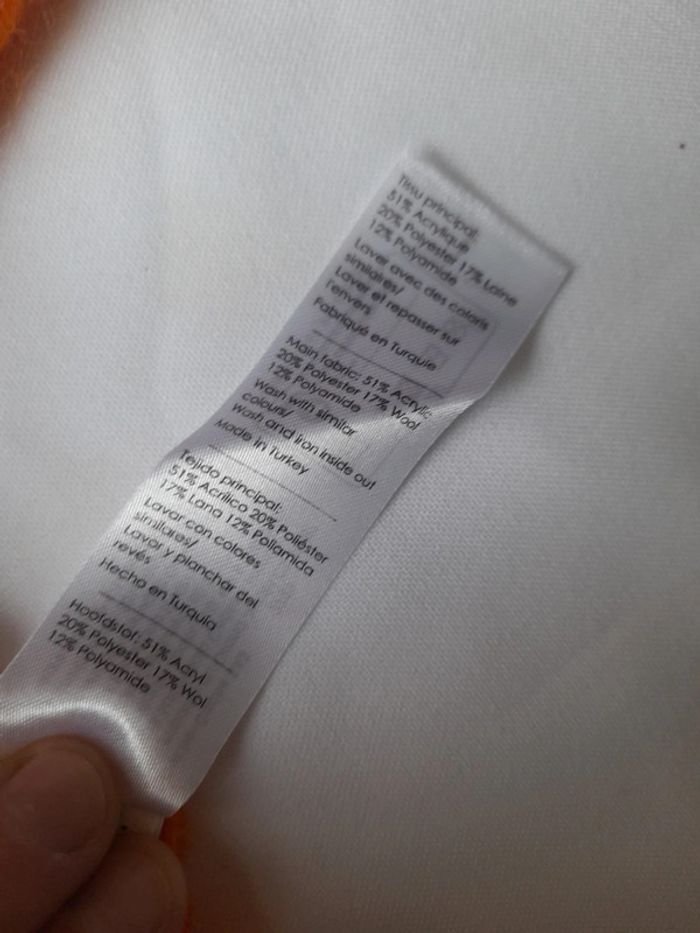 Tissu principal:
51% Acrylique
20% Polyester 17% Laine
12% Polyamide
Laver avec des coloris
similaires/
Laver et repasser sur
l'envers
Fabriqué en Turquie
Main fabric: 51% Acrylic
20% Polyester 17% Wool
12% Polyamide
Wash with similar
colours/
Wash and iron inside out
Made in Turkey
Tejido principal:
51% Acrílico 20% Poliéster
17% Lana 12% Poliamida
Lavar con colores
similares/
Lavar y planchar del
revés
Hecho en Turquía
Hoofdstof: 51% Acryl
20% Polyester 17% Wol
12% Polyamide